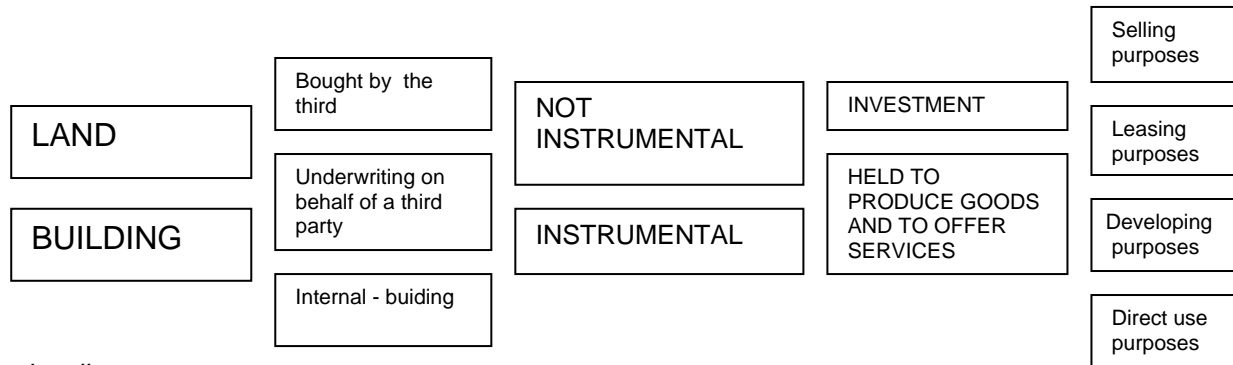 LAND
BUILDING
Bought by the
third
Underwriting on
behalf of a third
party
Internal - buiding
NOT
INSTRUMENTAL
INSTRUMENTAL
INVESTMENT
HELD TO
PRODUCE GOODS
AND TO OFFER
SERVICES
Selling
purposes
Leasing
purposes
Developing
purposes
Direct use
purposes